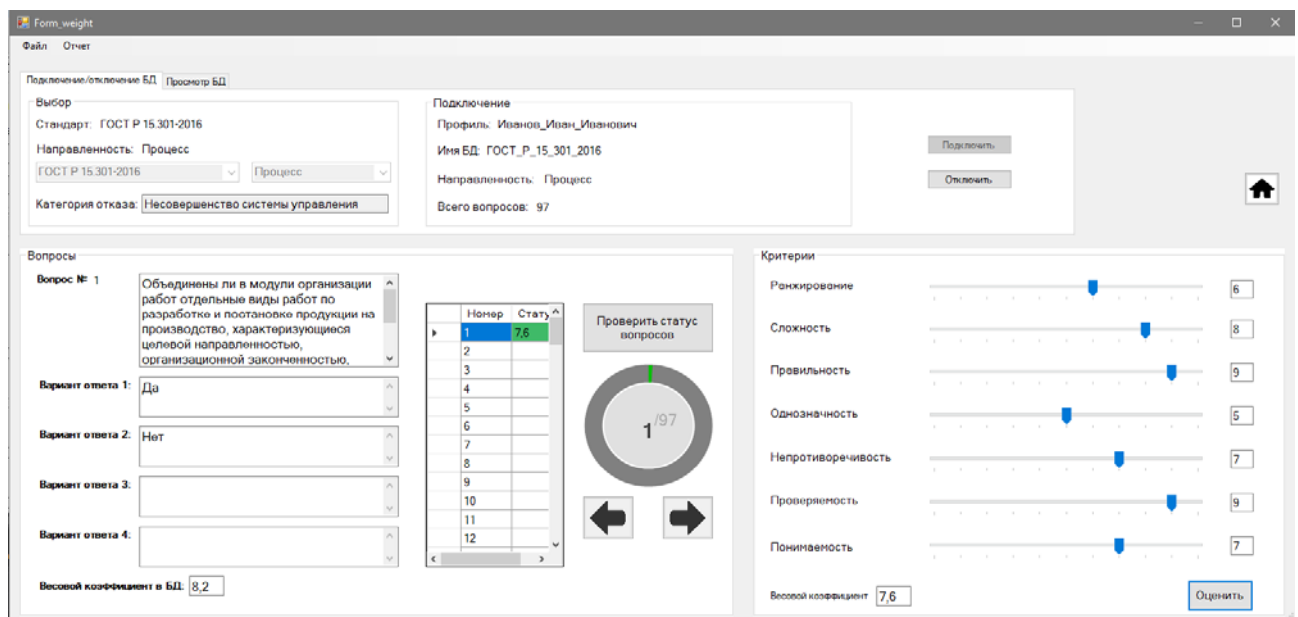 Form_weight
Файл Отчет
Подключение/отключение БД Просмотр БД
Выбор
Стандарт: ГОСТ Р 15.301-2016
Направленность: Процесс
ГОСТ Р 15.301-2016 Процесс
Категория отказа: Несовершенство системы управления
Подключение
Профиль: Иванов_Иван_Иванович
Имя БД: ГОСТ_Р_15_301_2016
Направленность: Процесс
Всего вопросов: 97
Подключить
Отключить
Вопросы
Вопрос № 1
Объединены ли в модули организации
работ отдельные виды работ по
разработке и постановке продукции на
производство, характеризующиеся
целевой направленностью,
организационной законченностью,
Вариант ответа 1: Да
Вариант ответа 2: Нет
Вариант ответа 3:
Вариант ответа 4:
Весовой коэффициент в БД: 8,2
Номер Стату
1 7,6
2
3
4
5
6
7
8
9
10
11
12
Проверить статус
вопросов
1/97
Критерии
Ранжирование 6
Сложность 8
Правильность 9
Однозначность 5
Непротиворечивость 7
Проверяемость 9
Понимаемость 7
Весовой коэффициент 7,6
Оценить